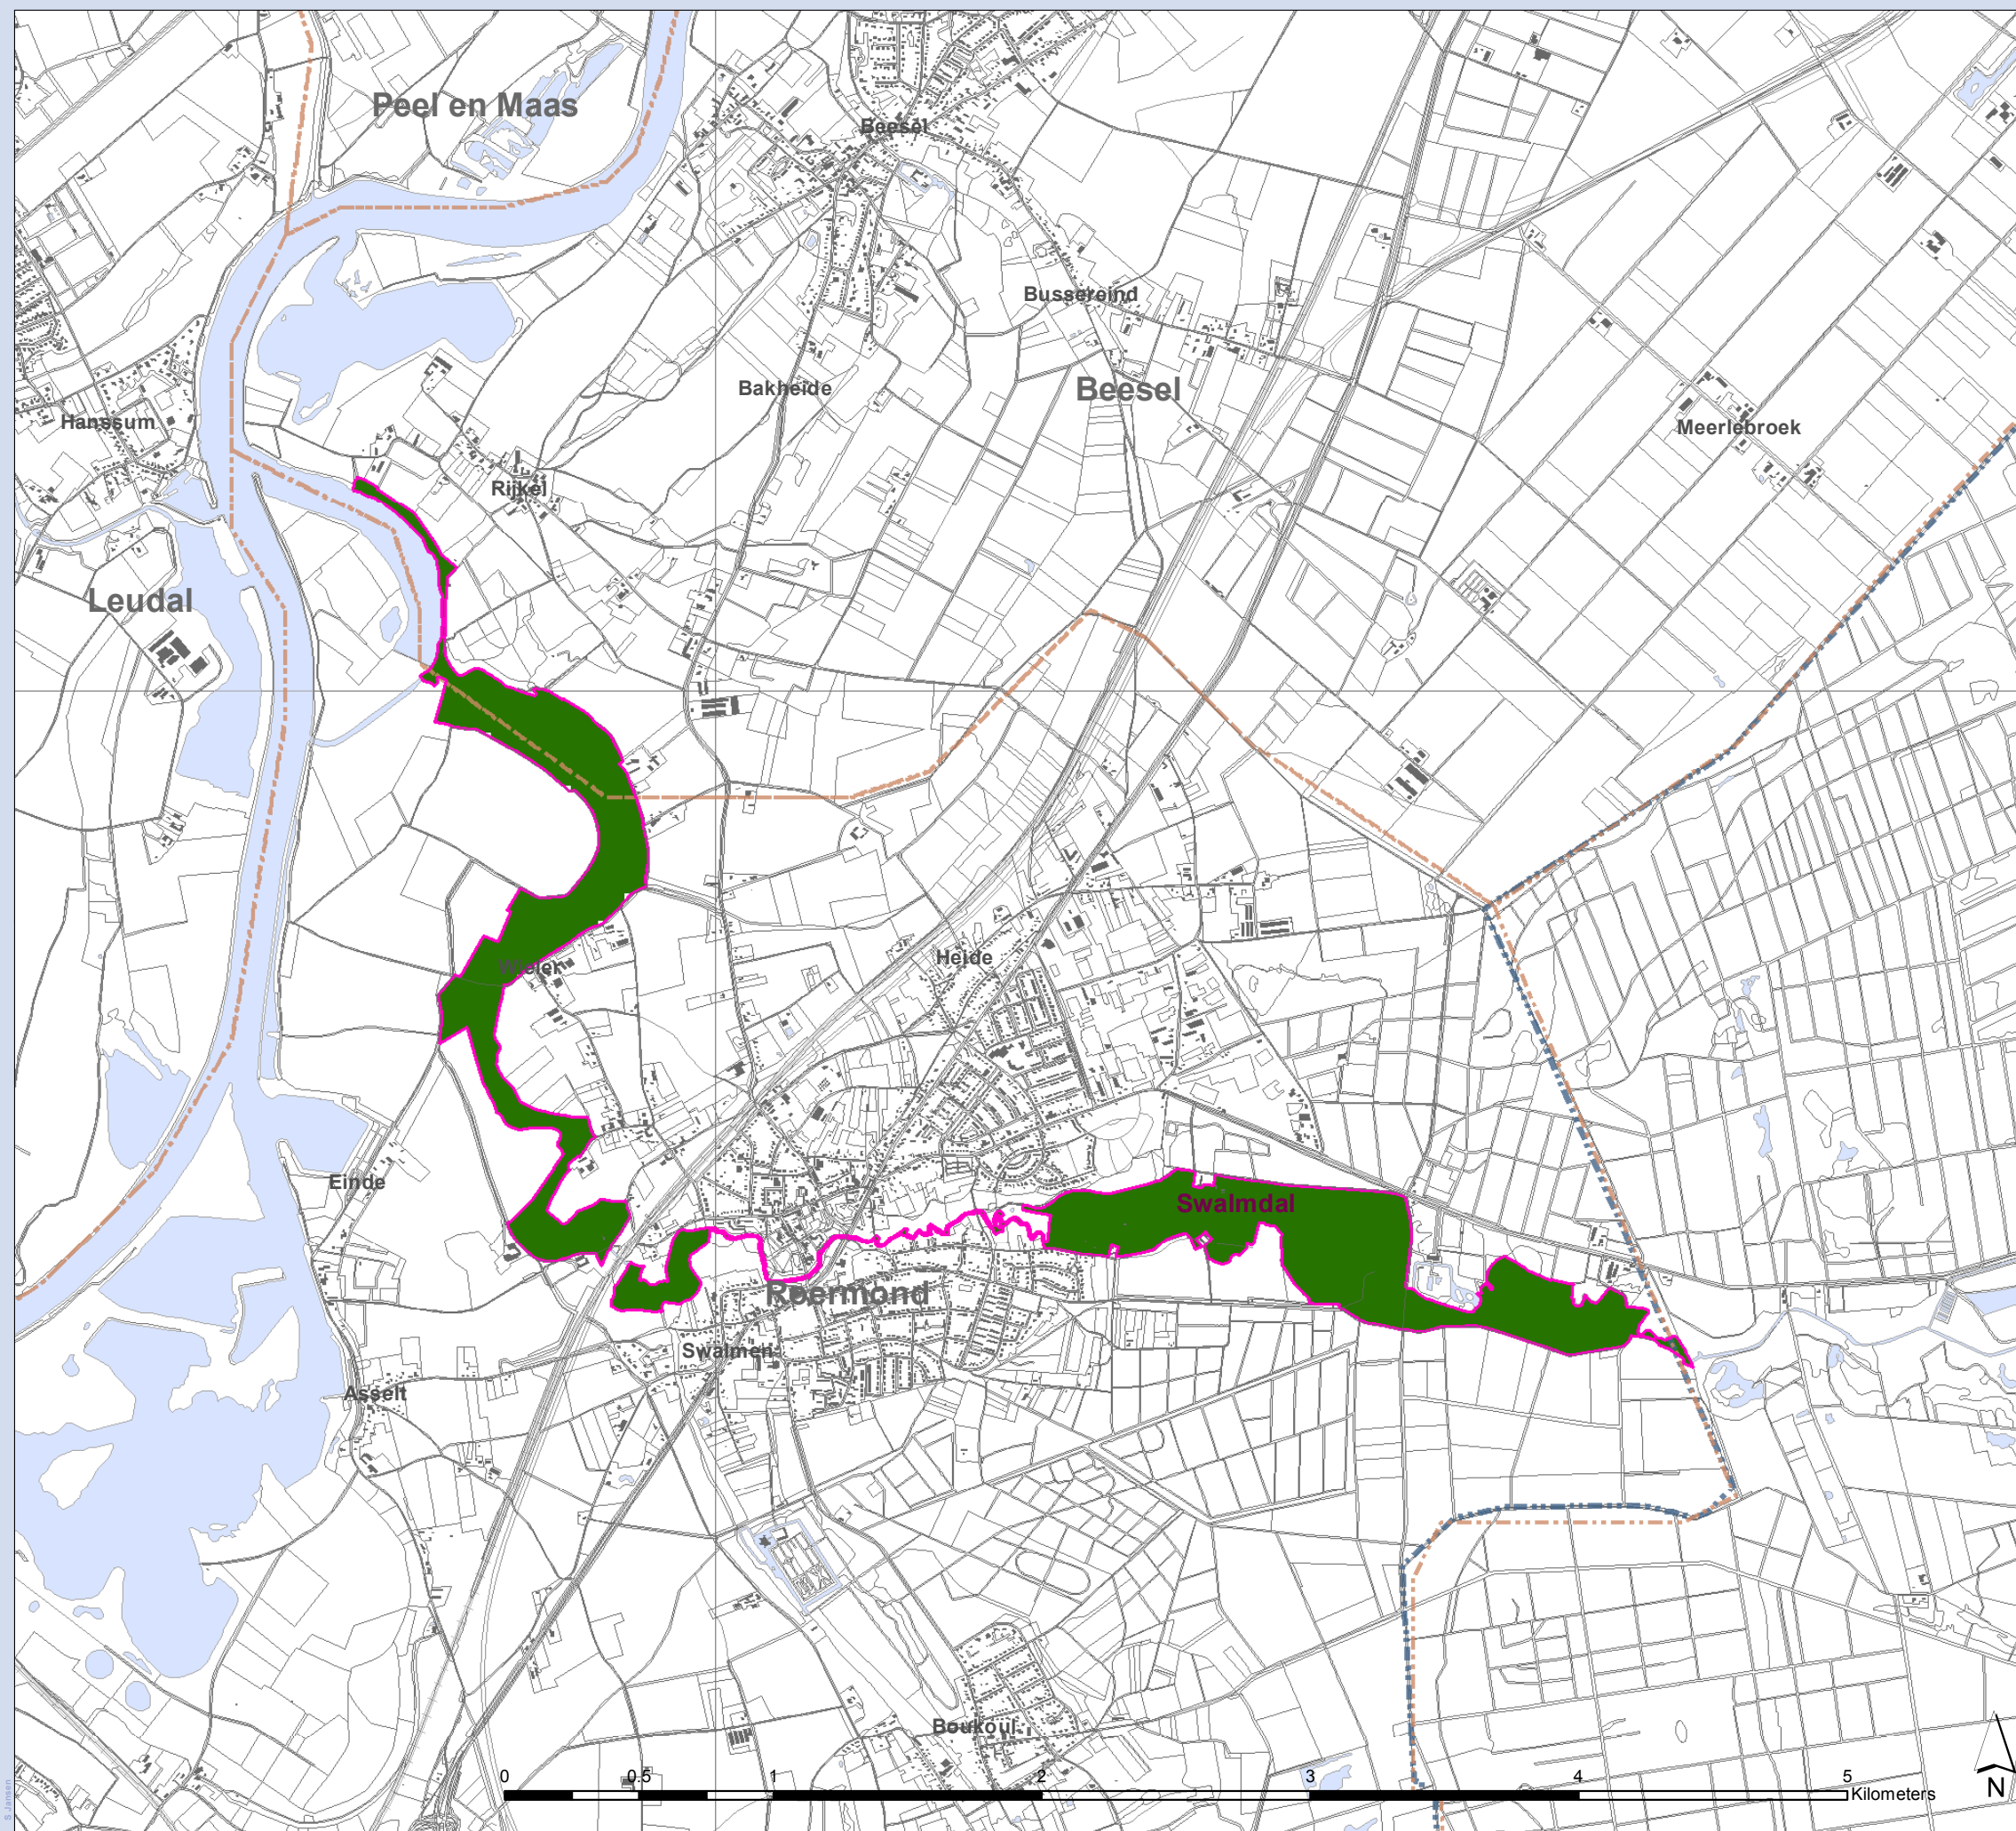 Peel en Maas
Beesel
Bussereind
Bakheide
Beesel
Hanssum
Meerlebroek
Rijkel
Leudal
Wieler
Heide
Einde
Swalmdal
Roermond
Swalmen
Asselt
Boukoul
0 0.5 1 2 3 4 5
Kilometers
N
S Jansen